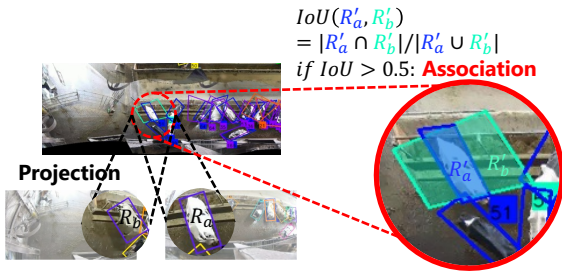 IoU(R′a, R′b)
= |R′a ∩ R′b|/|R′a ∪ R′b|
if IoU > 0.5: Association
Projection
R′a
R′b
51
Rb
Ra